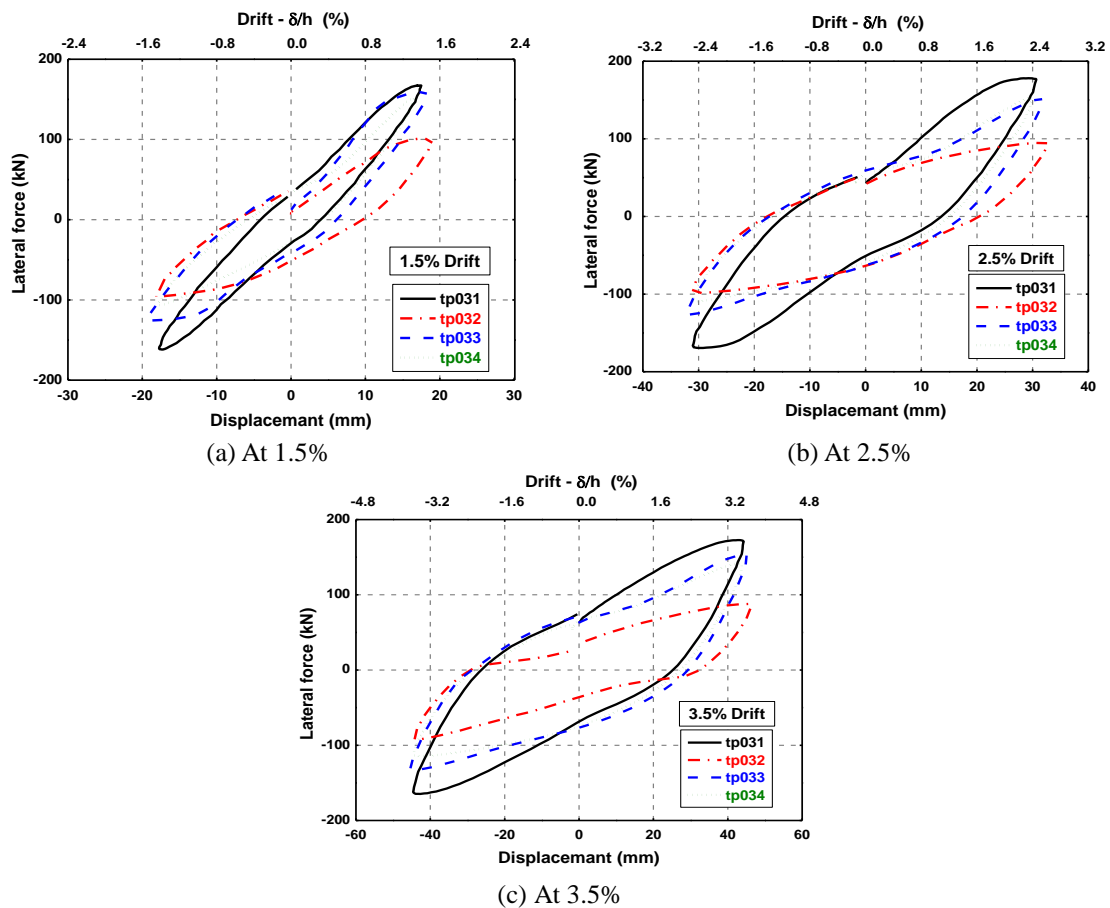 Drift - δ/h (%)
-2.4 -1.6 -0.8 0.0 0.8 1.6 2.4
200
100
0
-100
-200
Lateral force (kN)
1.5% Drift
tp031
tp032
tp033
tp034
-30 -20 -10 0 10 20 30
Displacemant (mm)
(a) At 1.5%
Drift - δ/h (%)
-3.2 -2.4 -1.6 -0.8 0.0 0.8 1.6 2.4 3.2
200
100
0
-100
-200
Lateral force (kN)
2.5% Drift
tp031
tp032
tp033
tp034
-40 -30 -20 -10 0 10 20 30 40
Displacemant (mm)
(b) At 2.5%
Drift - δ/h (%)
-4.8 -3.2 -1.6 0.0 1.6 3.2 4.8
200
100
0
-100
-200
Lateral force (kN)
3.5% Drift
tp031
tp032
tp033
tp034
-60 -40 -20 0 20 40 60
Displacemant (mm)
(c) At 3.5%